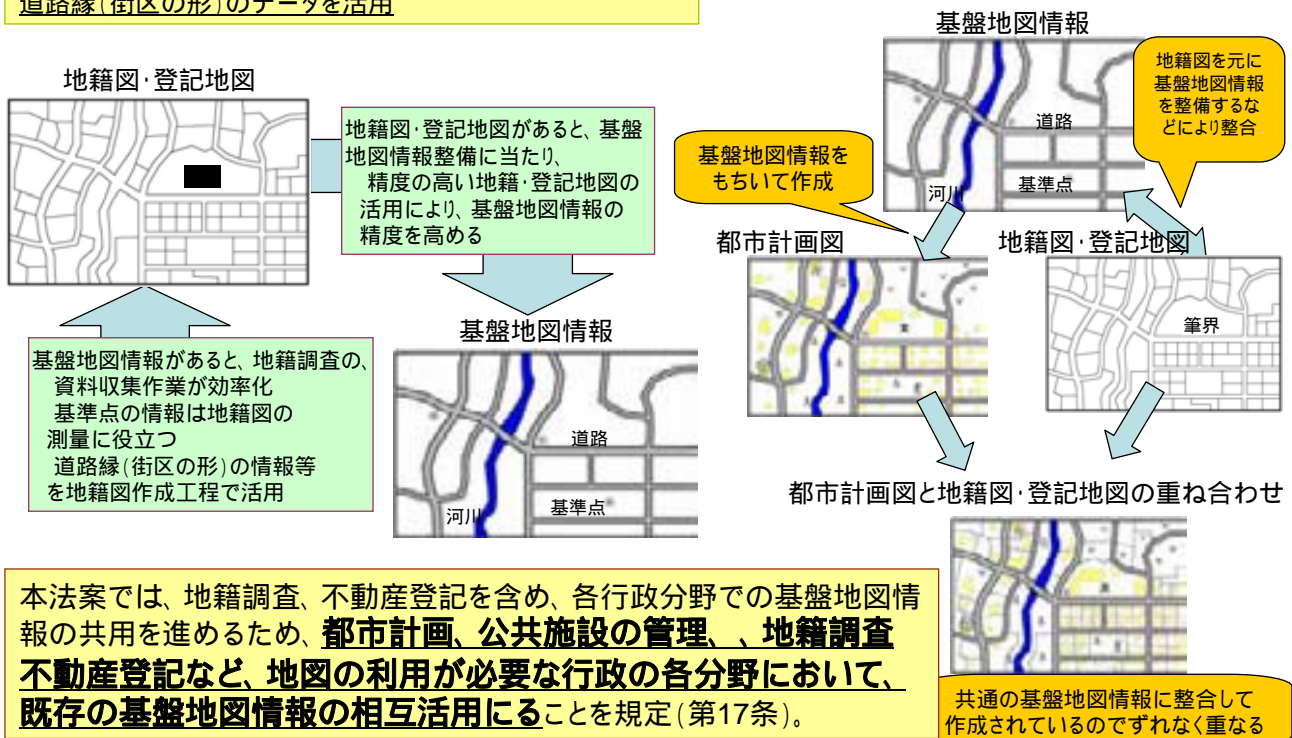 道路縁(街区の形)のデータを活用
地籍図・登記地図
地籍図・登記地図があると、基盤
地図情報整備に当たり、
精度の高い地籍・登記地図の
活用により、基盤地図情報の
精度を高める
基盤地図情報があると、地籍調査の、
資料収集作業が効率化
基準点の情報は地籍図の
測量に役立つ
道路縁(街区の形)の情報等
を地籍図作成工程で活用
基盤地図情報
道路
基準点
河川
基盤地図情報
道路
基準点
河川
地籍図を元に
基盤地図情報
を整備するな
どにより整合
基盤地図情報を
もちいて作成
都市計画図
地籍図・登記地図
筆界
都市計画図と地籍図・登記地図の重ね合わせ
共通の基盤地図情報に整合して
作成されているのでずれなく重なる
本法案では、地籍調査、不動産登記を含め、各行政分野での基盤地図情
報の共用を進めるため、都市計画、公共施設の管理、、地籍調査
不動産登記など、地図の利用が必要な行政の各分野において、
既存の基盤地図情報の相互活用にることを規定(第17条)。